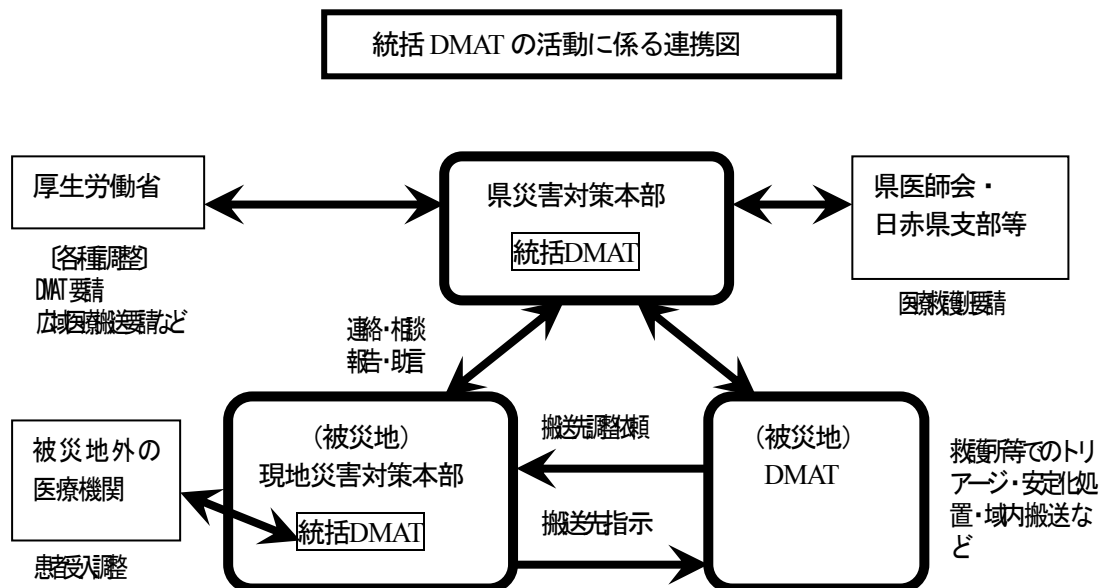 統括 DMAT の活動に係る連携図
厚生労働省
〔各種調整〕
DMAT 要請
広域医療搬送要請など
県災害対策本部
統括DMAT
県医師会・
日赤県支部等
医療救護班要請
連絡・相談
報告・助言
被災地外の
医療機関
患者受入調整
（被災地）
現地災害対策本部
統括DMAT
搬送先調整依頼
搬送先指示
（被災地）
DMAT
救護所等でのトリ
アージ・安定化処
置・域内搬送な
ど